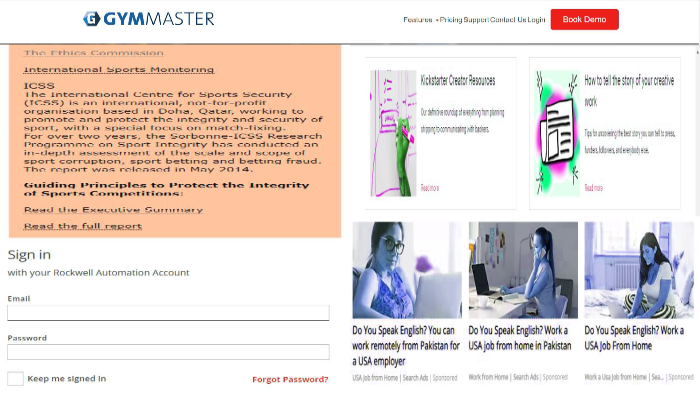 GYMMASTER
Features Pricing Support Contact Us Login Book Demo
The Ethics Commission
International Sports Monitoring
ICSS
The International Centre for Sports Security
(ICSS) is an international, not-for-profit
organisation based in Doha, Qatar, working to
promote and protect the integrity and security of
sport, with a special focus on match-fixing.
For over two years, the Sorbonne-ICSS Research
Programme on Sport Integrity has conducted an
in-depth assessment of the scale and scope of
sport corruption, sport betting and betting fraud.
The report was released in May 2014.
Guiding Principles to Protect the Integrity
of Sports Competitions:
Read the Executive Summary
Read the full report
Sign in
with your Rockwell Automation Account
Email
Password
Keep me signed in
Forgot Password?
Kickstarter Creator Resources
Our definitive roundup of everything from planning
shipping to communicating with backers.
Read more
How to tell the story of your creative
work
Tips for uncovering the best story you can tell to press,
funders, followers, and everybody else.
Read more
Do You Speak English? You can
work remotely from Pakistan for
a USA employer
USA Job from Home | Search Ads | Sponsored
Do You Speak English? Work a
USA job from home in Pakistan
Work from Home | Search Ads | Sponsored
Do You Speak English? Work a
USA Job From Home
Work a Usa Job from Home | Sea... | Sponsored